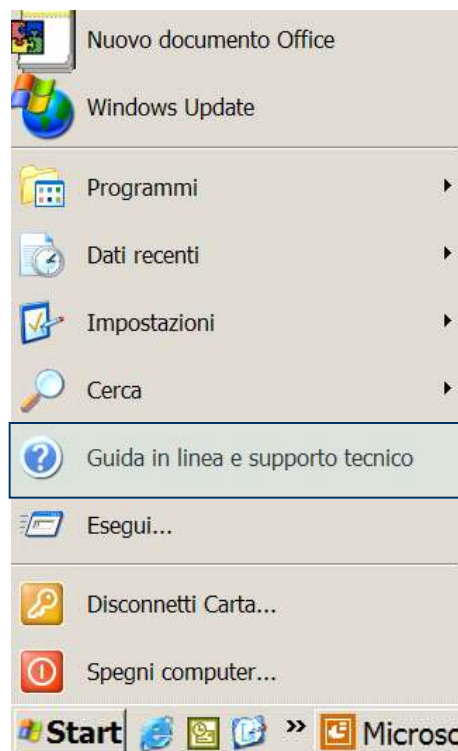 Nuovo documento Office
Windows Update
Programmi
Dati recenti
Impostazioni
Cerca
Guida in linea e supporto tecnico
Esegui...
Disconnetti Carta...
Spegni computer...
Start » Microsc